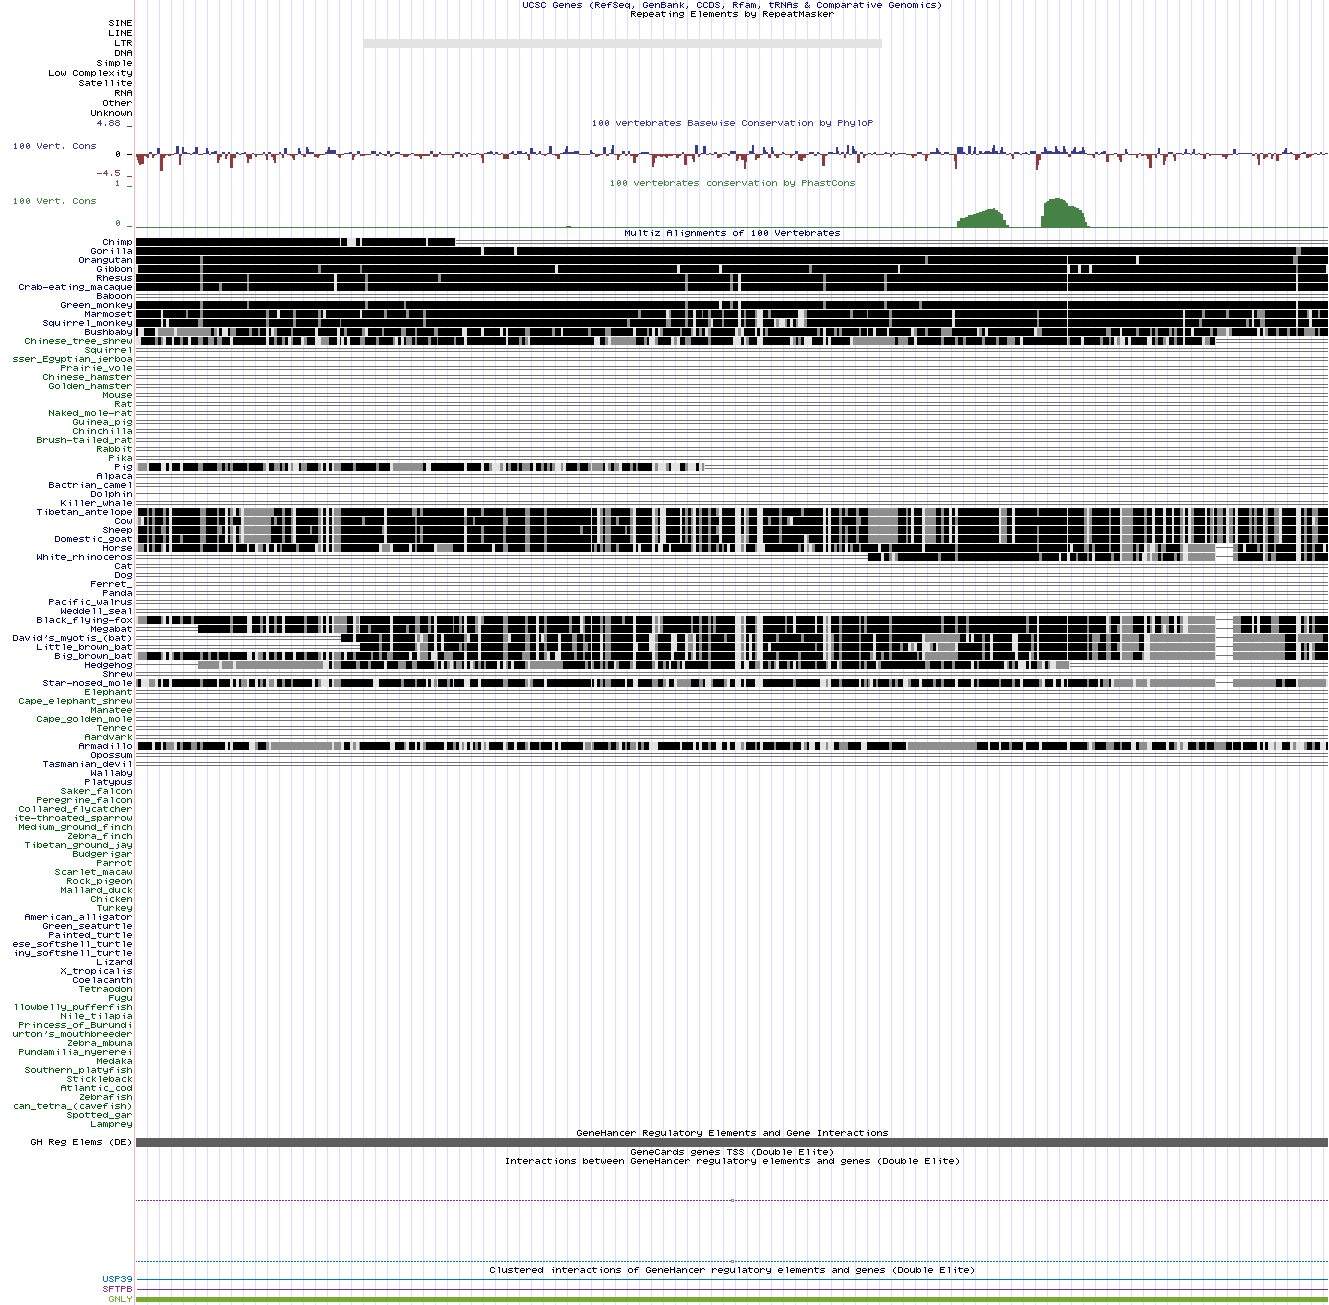 UCSC Genes (RefSeq, GenBank, CCDS, Rfam, tRNAs & Comparative Genomics)
Repeating Elements by RepeatMasker
SINE
LINE
LTR
DNA
Simple
Low Complexity
Satellite
RNA
Other
Unknown
4.88 _
100 vertebrates Basewise Conservation by PhyloP
100 Vert. Cons
0 -
-4.5 _
100 vertebrates conservation by PhastCons
1 _
100 Vert. Cons
0 _
Multiz Alignments of 100 Vertebrates
Chimp
Gorilla
Orangutan
Gibbon
Rhesus
Crab-eating_macaque
Baboon
Green_monkey
Marmoset
Squirrel_monkey
Bushbaby
Chinese_tree_shrew
Squirrel
sser_Egyptian_jerboa
Prairie_vole
Chinese_hamster
Golden_hamster
Mouse
Rat
Naked_mole-rat
Guinea_pig
Chinchilla
Brush-tailed_rat
Rabbit
Pika
Pig
Alpaca
Bactrian_camel
Dolphin
Killer_whale
Tibetan_antelope
Cow
Sheep
Domestic_goat
Horse
White_rhinoceros
Cat
Dog
Ferret_
Panda
Pacific_walrus
Weddell_seal
Black_flying-fox
Megabat
David's_myotis_(bat)
Little_brown_bat
Big_brown_bat
Hedgehog
Shrew
Star-nosed_mole
Elephant
Cape_elephant_shrew
Manatee
Cape_golden_mole
Tenrec
Aardvark
Armadillo
Opossum
Tasmanian_devil
Wallaby
Platypus
Saker_falcon
Peregrine_falcon
Collared_flycatcher
ite-throated_sparrow
Medium_ground_finch
Zebra_finch
Tibetan_ground_jay
Budgerigar
Parrot
Scarlet_macaw
Rock_pigeon
Mallard_duck
Chicken
Turkey
American_alligator
Green_seaturtle
Painted_turtle
ese_softshell_turtle
iny_softshell_turtle
Lizard
X_tropicalis
Coelacanth
Tetraodon
Fugu
llowbelly_pufferfish
Nile_tilapia
Princess_of_Burundi
urton's_mouthbreeder
Zebra_mbuna
Pundamilia_nyererei
Medaka
Southern_platyfish
Stickleback
Atlantic_cod
Zebrafish
can_tetra_(cavefish)
Spotted_gar
Lamprey
GeneHancer Regulatory Elements and Gene Interactions
GH Reg Elems (DE)
GeneCards genes TSS (Double Elite)
Interactions between GeneHancer regulatory elements and genes (Double Elite)
Clustered interactions of GeneHancer regulatory elements and genes (Double Elite)
USP39
SFTPB
GNLY